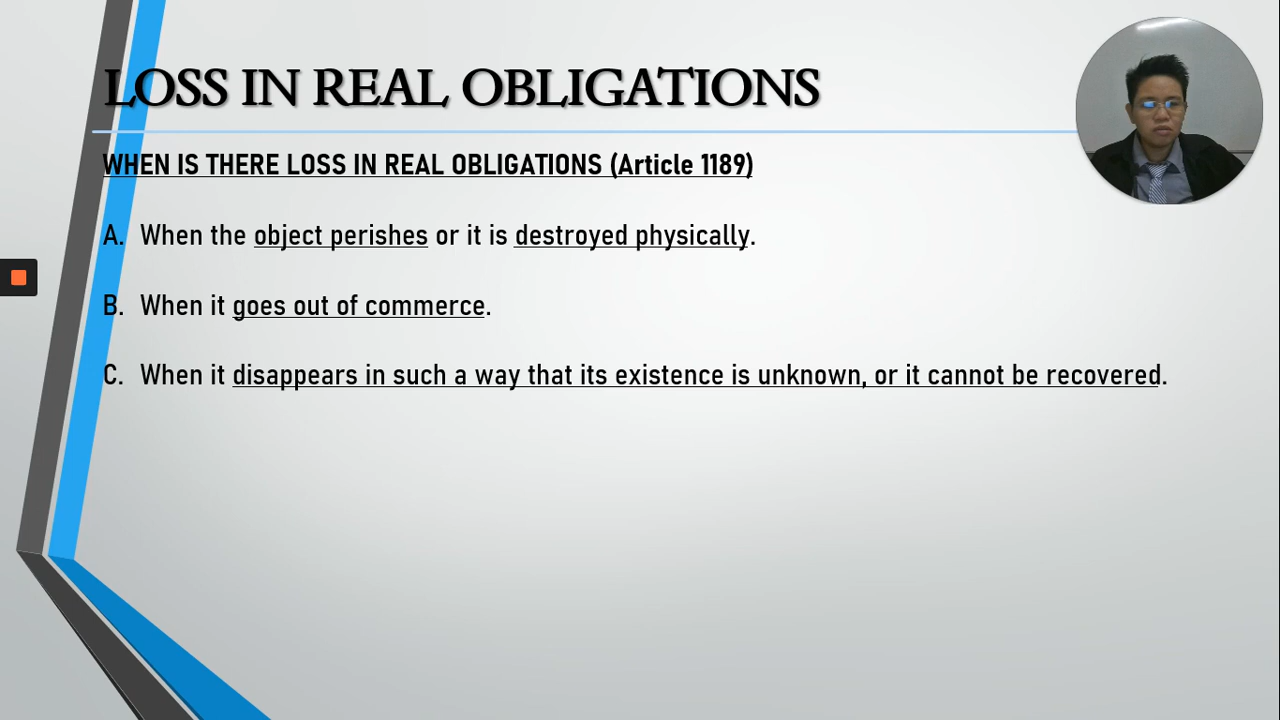 LOSS IN REAL OBLIGATIONS
WHEN IS THERE LOSS IN REAL OBLIGATIONS (Article 1189)
A. When the object perishes or it is destroyed physically.
B. When it goes out of commerce.
C. When it disappears in such a way that its existence is unknown, or it cannot be recovered.